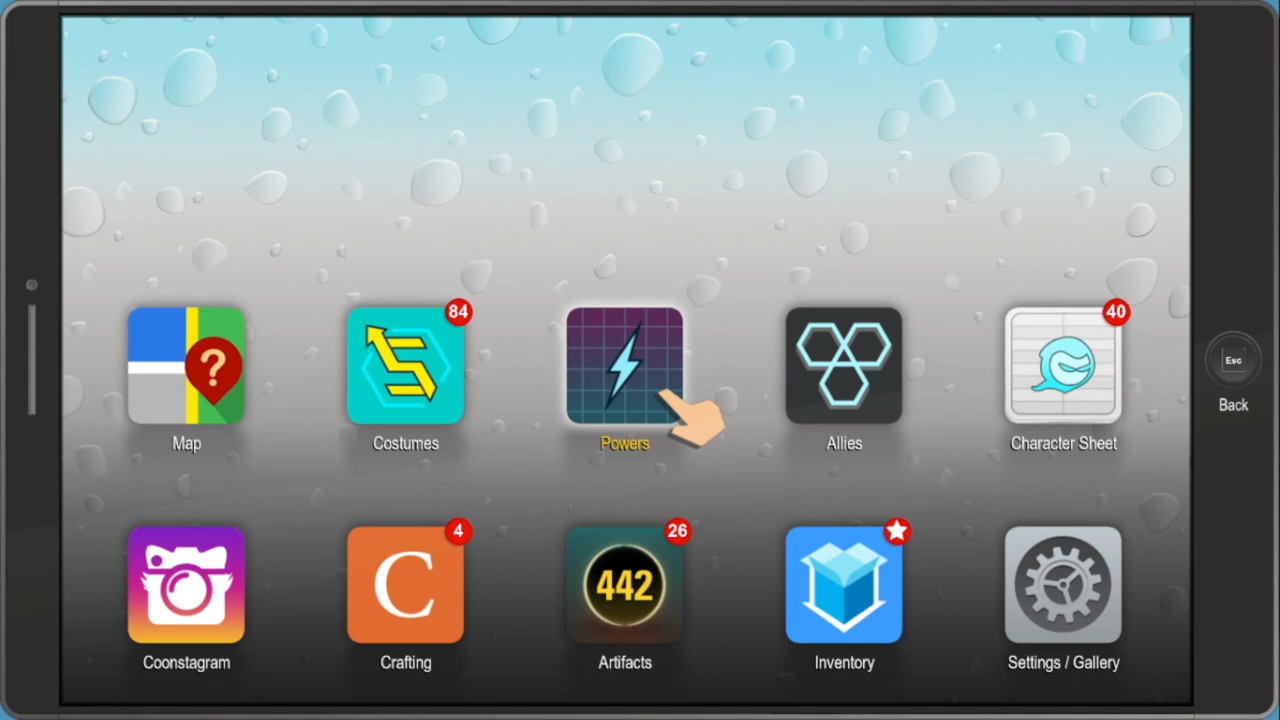 84
40
?
Map
Costumes
Powers
Allies
Character Sheet
Esc
Back
4
26
C
442
Coonstagram
Crafting
Artifacts
Inventory
Settings / Gallery